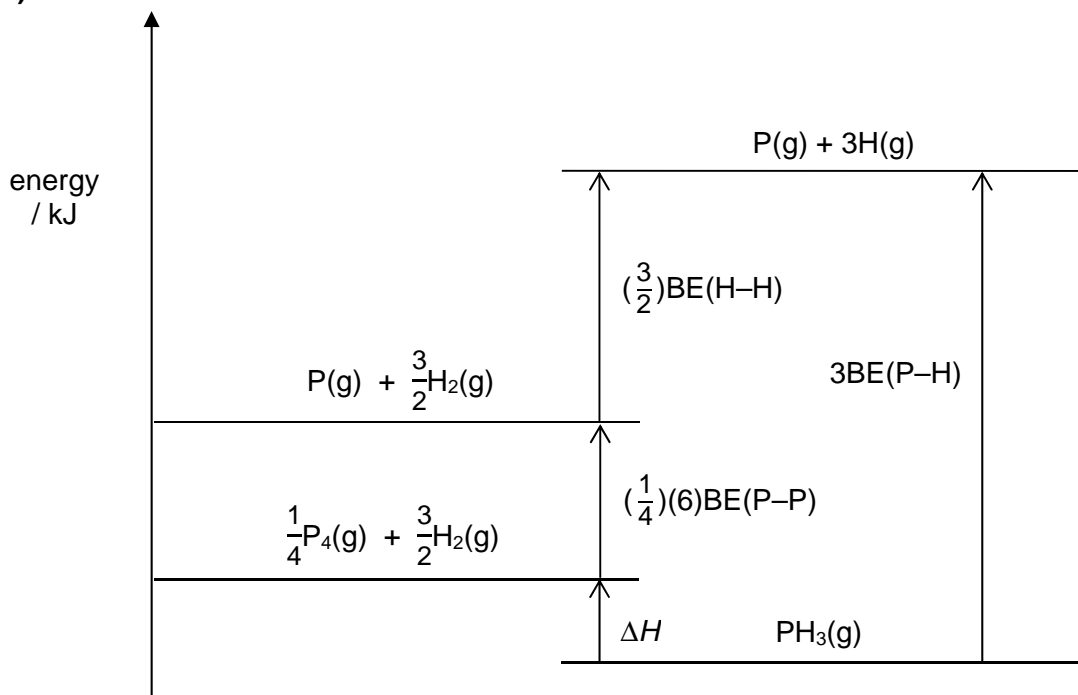 )
P(g) + 3H(g)
energy
/ kJ
(3/2)BE(H–H)
P(g) + 3/2H₂(g)
3BE(P–H)
(1/4)(6)BE(P–P)
1/4P₄(g) + 3/2H₂(g)
ΔH
PH₃(g)